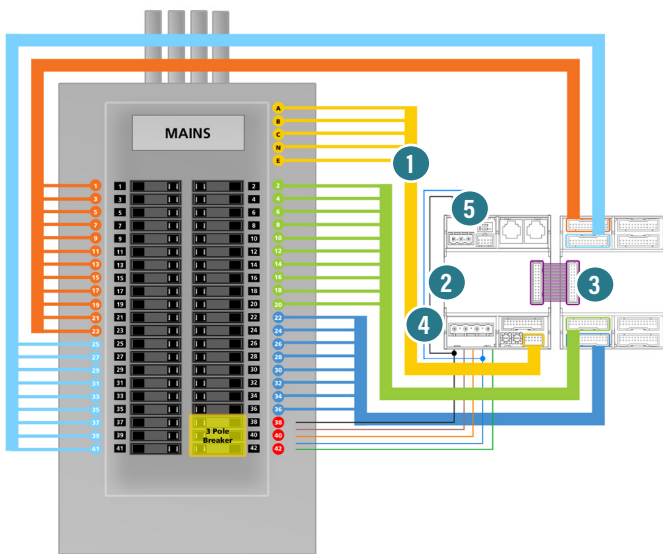 MAINS
A
B
C
N
E
1
5
1 1 2 2
3 3 4 4
5 5 6 6
7 7 8 8
9 9 10 10
11 11 12 12
13 13 14 14
15 15 16 16
17 17 18 18
19 19 20 20
21 21 22 22
23 23 24 24
25 25 26 26
27 27 28 28
29 29 30 30
31 31 32 32
33 33 34 34
35 35 36 36
37 37 38 38
39 39 40 40
41 41 42 42
3 Pole
Breaker
2
3
4